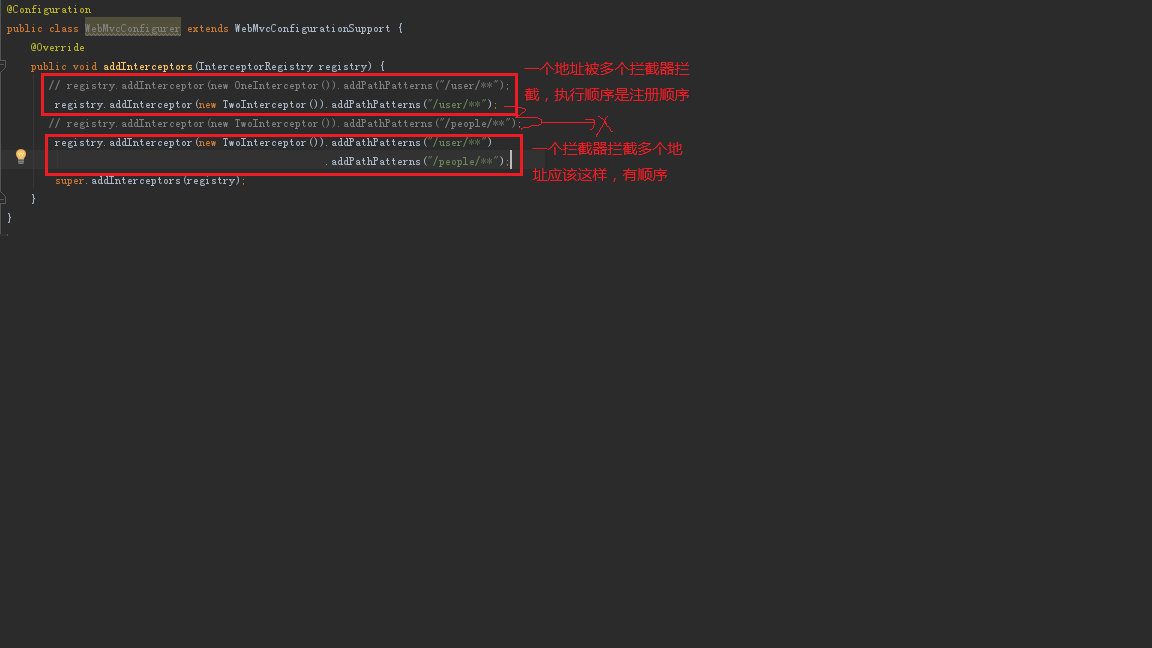 @Configuration
public class WebMvcConfigurer extends WebMvcConfigurationSupport {
@Override
public void addInterceptors(InterceptorRegistry registry) {
// registry.addInterceptor(new OneInterceptor()).addPathPatterns("/user/**");
registry.addInterceptor(new TwoInterceptor()).addPathPatterns("/user/**");
// registry.addInterceptor(new TwoInterceptor()).addPathPatterns("/people/**");
registry.addInterceptor(new TwoInterceptor()).addPathPatterns("/user/**")
.addPathPatterns("/people/**");
super.addInterceptors(registry);
}
}
一个地址被多个拦截器拦
截，执行顺序是注册顺序
一个拦截器拦截多个地
址应该这样，有顺序